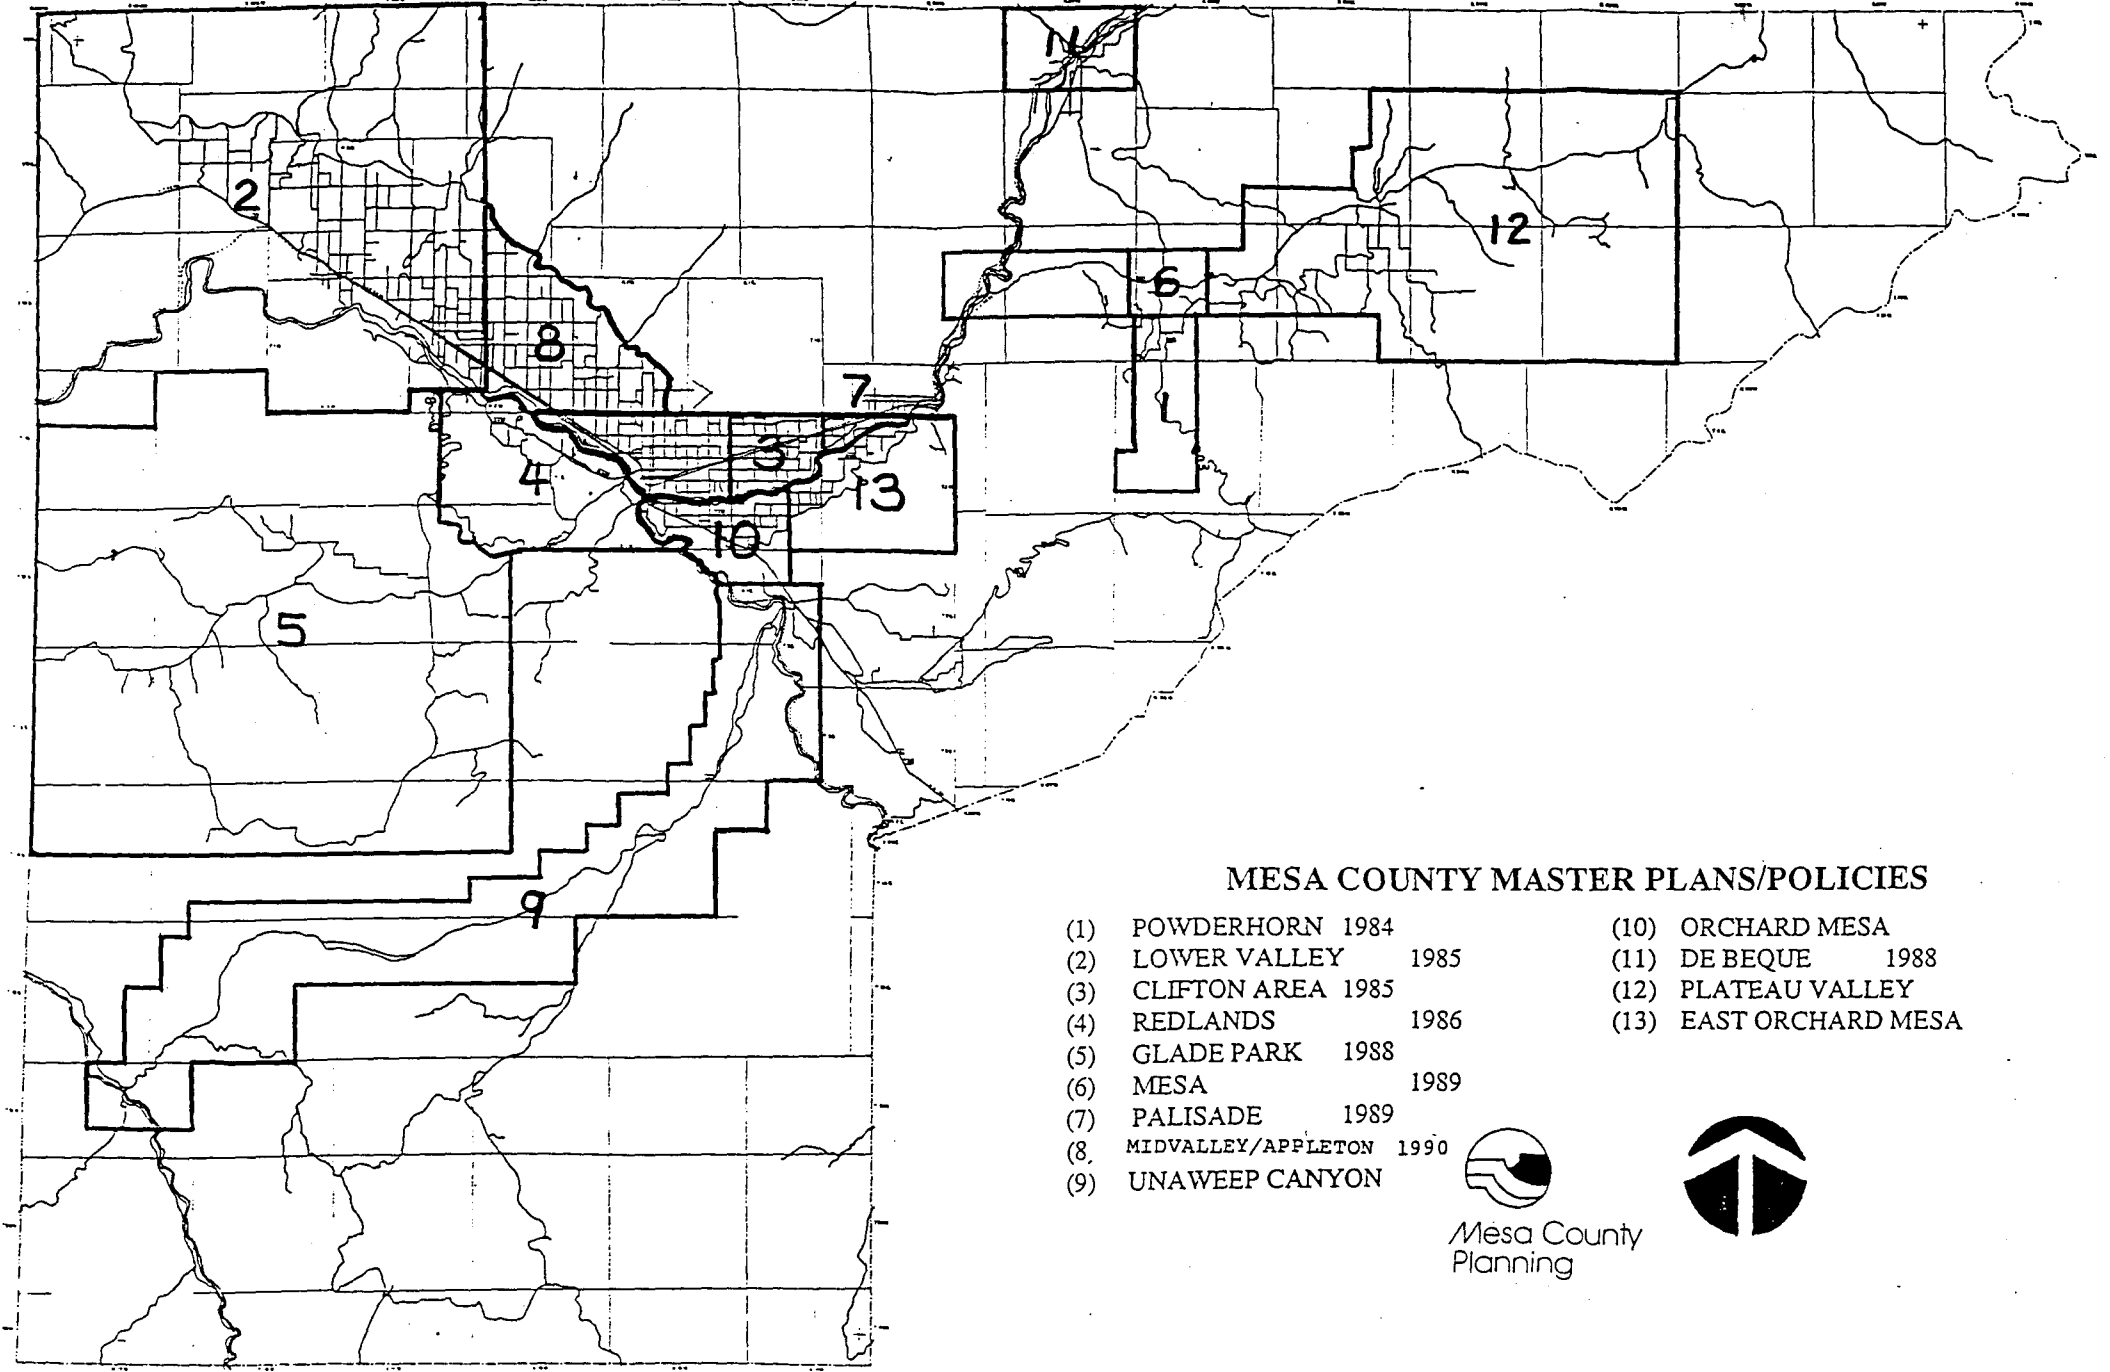 11
2
12
6
8
7
1
3
4
13
10
5
9
MESA COUNTY MASTER PLANS/POLICIES
(1) POWDERHORN 1984
(2) LOWER VALLEY 1985
(3) CLIFTON AREA 1985
(4) REDLANDS 1986
(5) GLADE PARK 1988
(6) MESA 1989
(7) PALISADE 1989
(8. MIDVALLEY/APPLETON 1990
(9) UNAWEEP CANYON
(10) ORCHARD MESA
(11) DE BEQUE 1988
(12) PLATEAU VALLEY
(13) EAST ORCHARD MESA
Mesa County
Planning